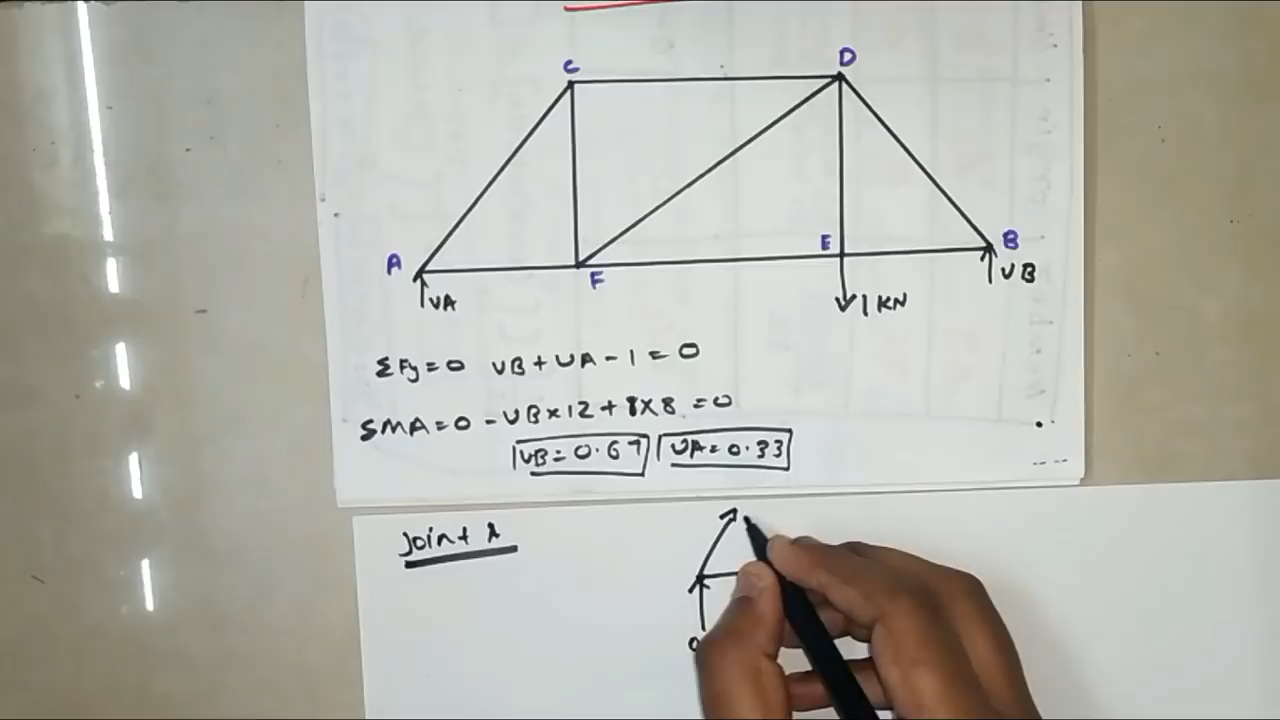 C D
A F E B
VA VB
1 KN
ΣFy=0 VB+VA-1=0
ΣMA=0 -VB×12+1×8=0
VB=0.67 VA=0.33
Joint A